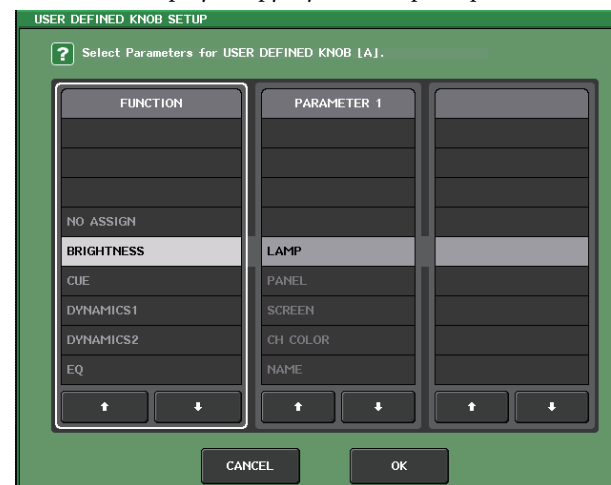 USER DEFINED KNOB SETUP
? Select Parameters for USER DEFINED KNOB [A].
FUNCTION
NO ASSIGN
BRIGHTNESS
CUE
DYNAMICS1
DYNAMICS2
EQ
PARAMETER 1
LAMP
PANEL
SCREEN
CH COLOR
NAME
CANCEL
OK